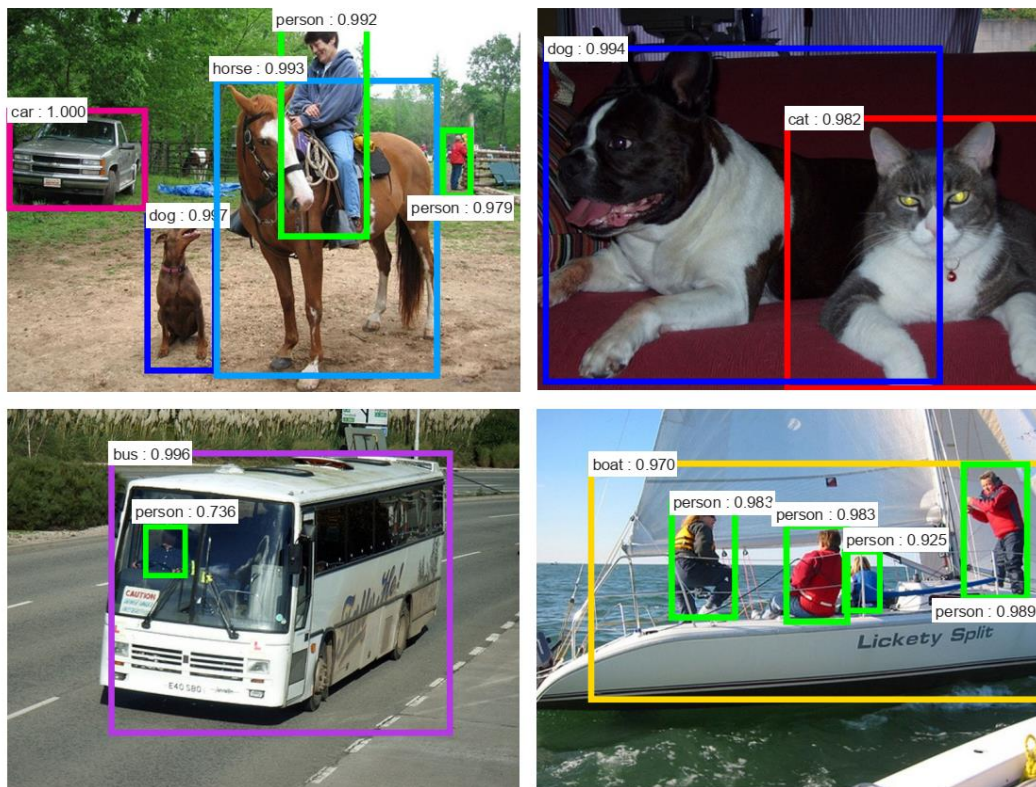 person : 0.992
horse : 0.993
car : 1.000
dog : 0.997
person : 0.979
dog : 0.994
cat : 0.982
bus : 0.996
person : 0.736
CAUTION
E40 SBO
boat : 0.970
person : 0.983
person : 0.983
person : 0.925
person : 0.989
Lickety Split